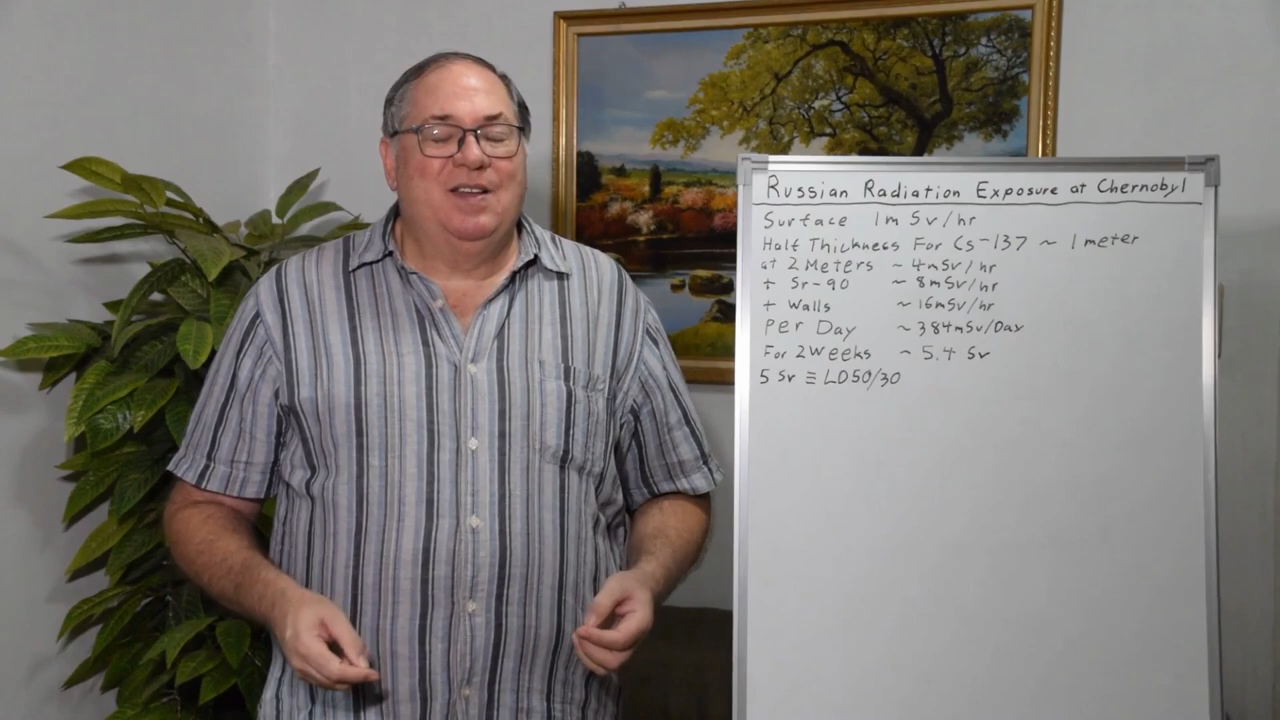 Russian Radiation Exposure at Chernobyl
Surface 1mSv/hr
Half Thickness For Cs-137 ~ 1 meter
at 2 Meters ~ 4mSv/hr
+ Sr-90 ~ 8mSv/hr
+ Walls ~ 16mSv/hr
Per Day ~ 384mSv/Day
For 2 Weeks ~ 5.4 Sv
5 Sv ≡ LD50/30